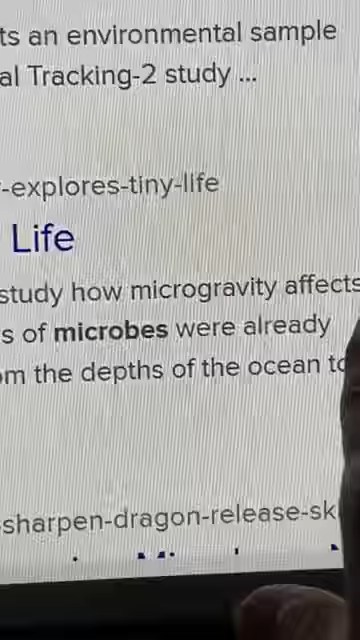 ts an environmental sample
al Tracking-2 study ...
-explores-tiny-life
Life
study how microgravity affects
s of microbes were already
om the depths of the ocean to
sharpen-dragon-release-sk